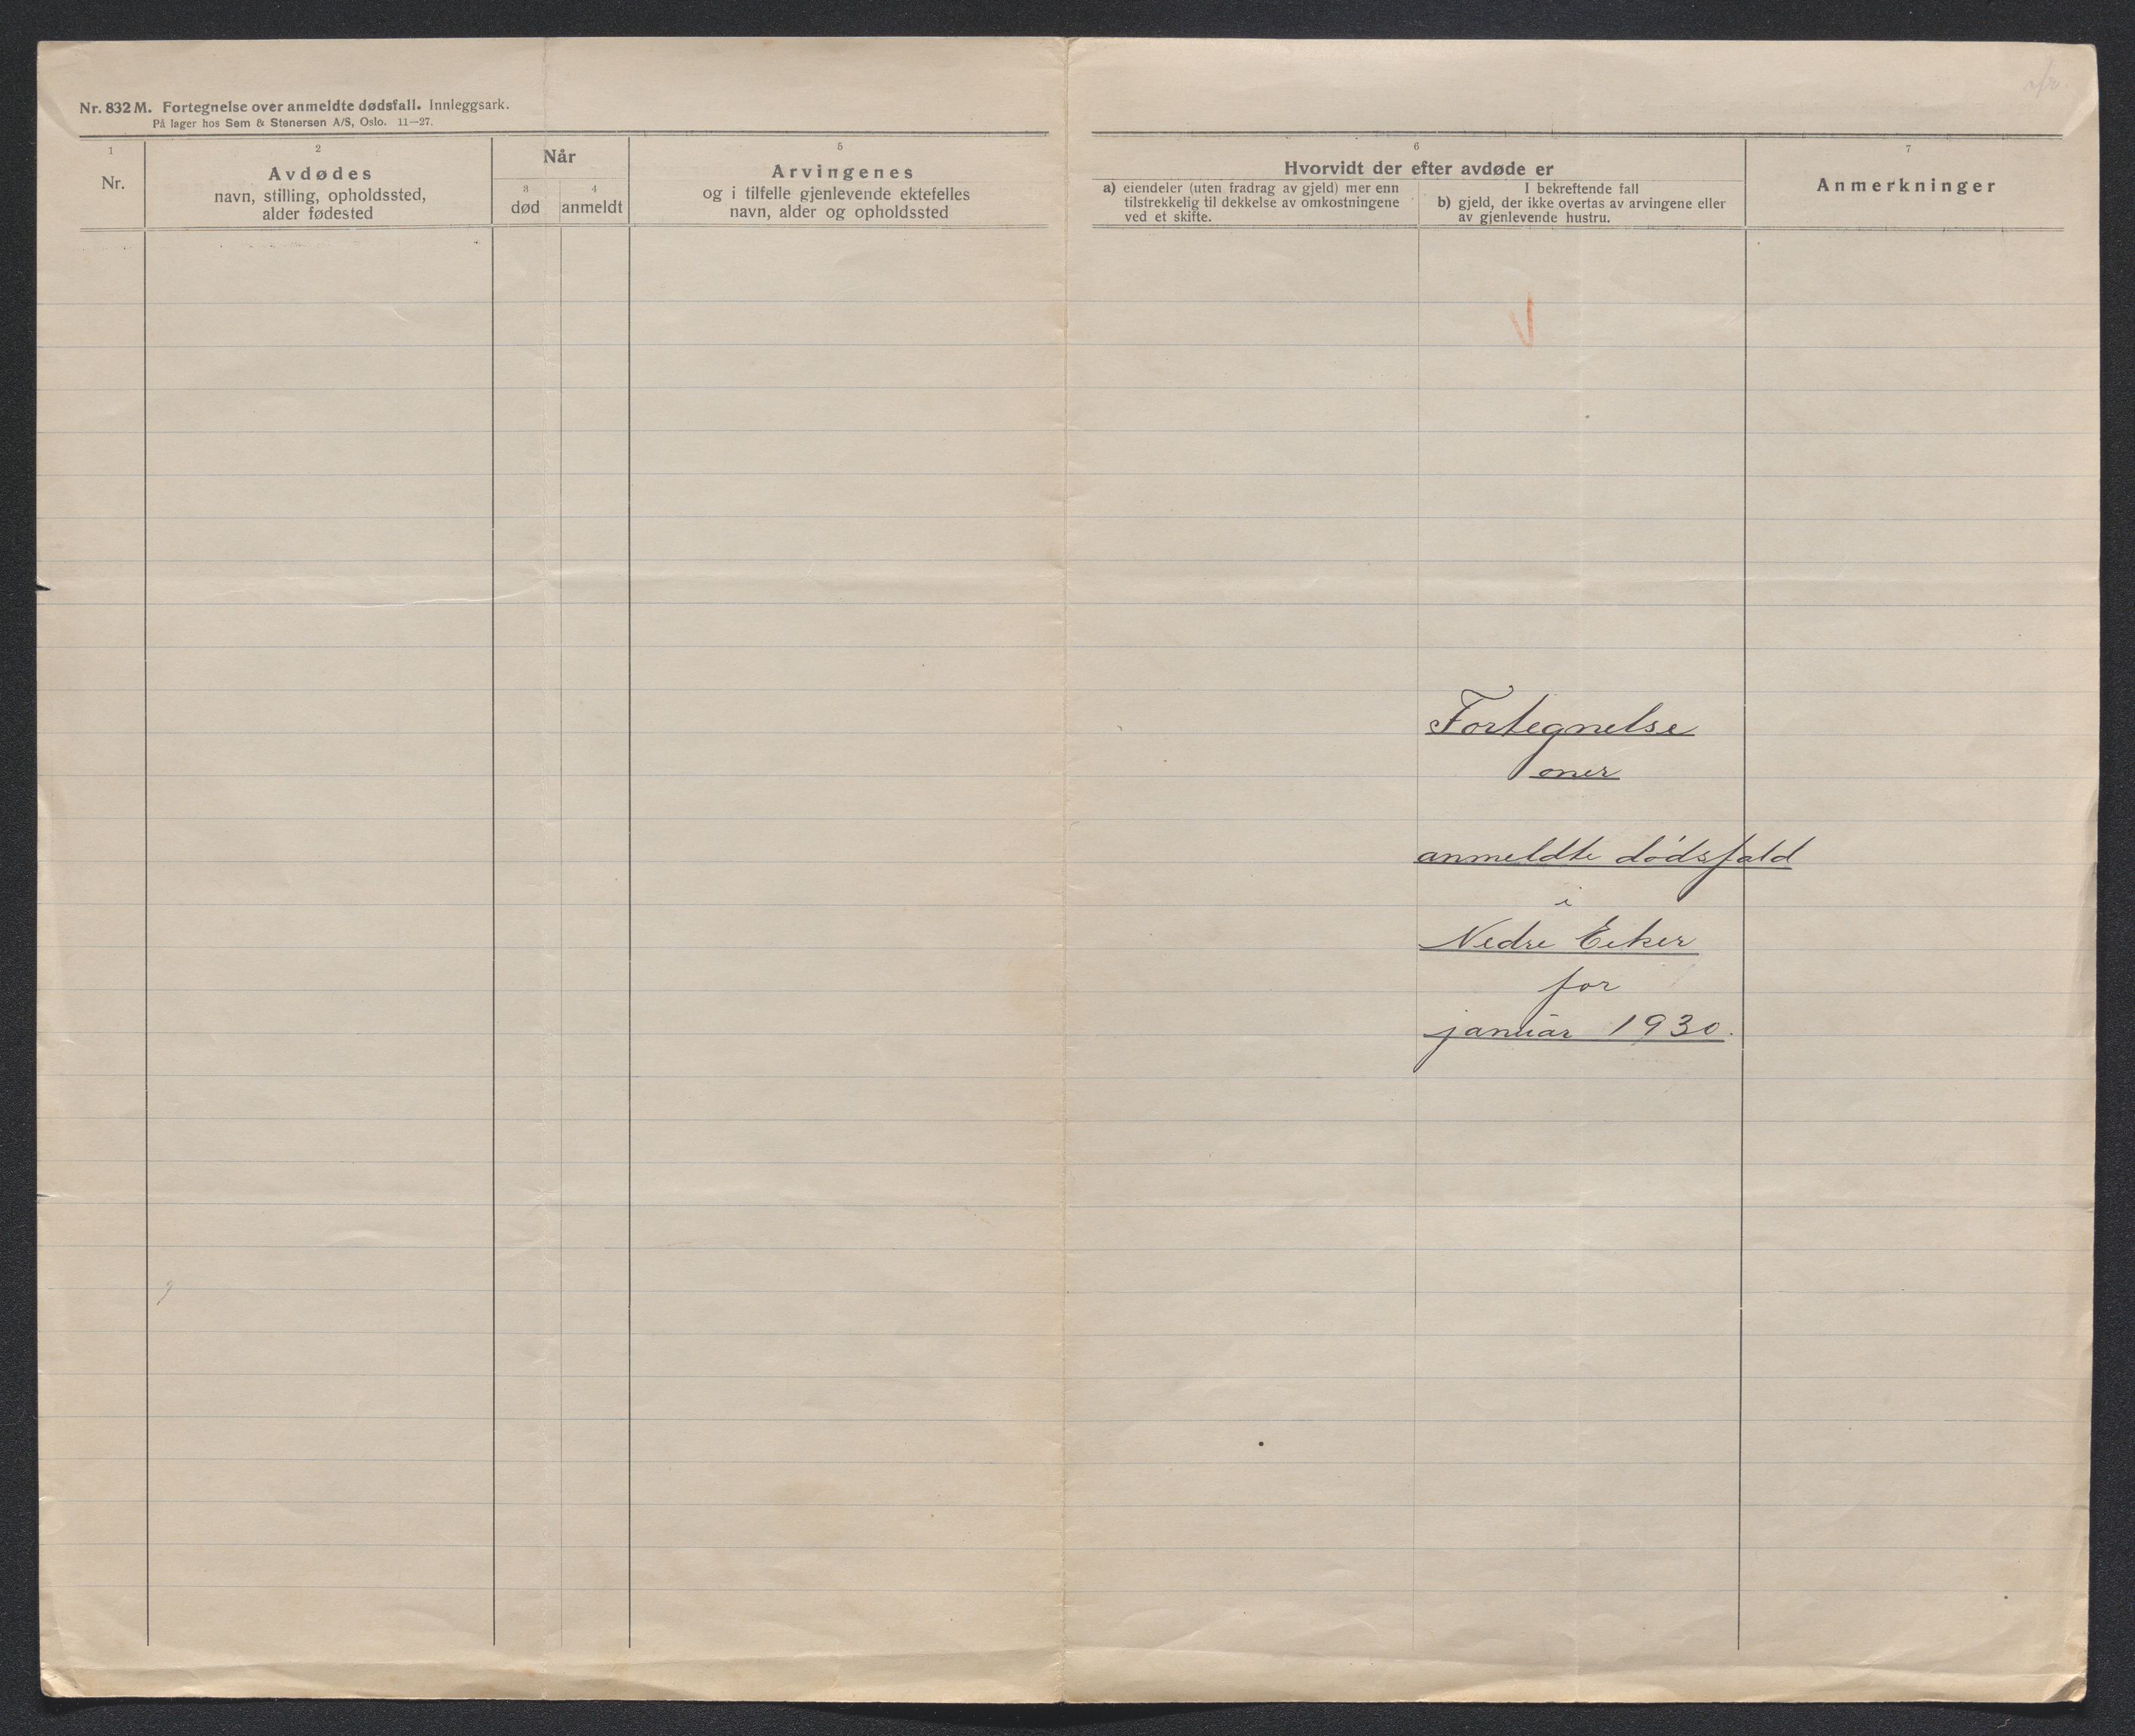 Nr. 832 M. Fortegnelse over anmeldte dødsfall. Innleggsark.
På lager hos Sem & Stenersen A/S, Oslo. 11—27.
1
Nr.
2
Avdødes
navn, stilling, opholdssted,
alder fødested
Når
3
død
4
anmeldt
5
Arvingenes
og i tilfelle gjenlevende ektefelles
navn, alder og opholdssted
6
Hvorvidt der efter avdøde er
a) eiendeler (uten fradrag av gjeld) mer enn
tilstrekkelig til dekkelse av omkostningene
ved et skifte.
I bekreftende fall
b) gjeld, der ikke overtas av arvingene eller
av gjenlevende hustru.
7
Anmerkninger
Fortegnelse
over
anmeldte dødsfald
i
Nedre Eiker
for
januar 1930.